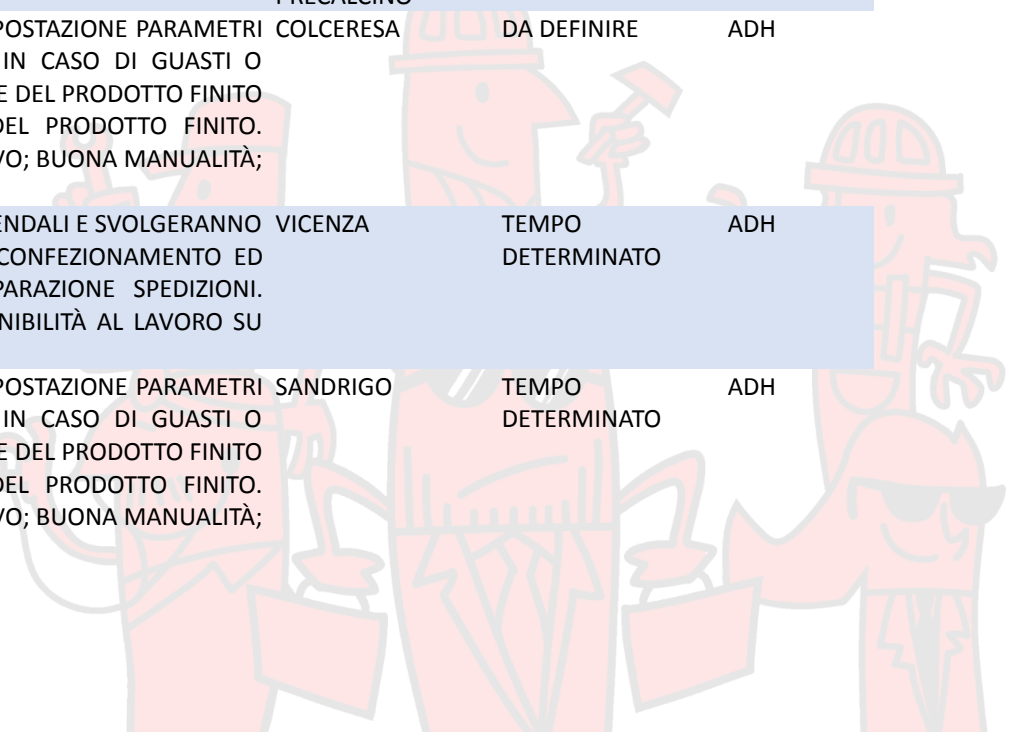 POSTAZIONE PARAMETRI COLCERESA DA DEFINIRE ADH
IN CASO DI GUASTI O
E DEL PRODOTTO FINITO
DEL PRODOTTO FINITO.
VO; BUONA MANUALITÀ;
ENDALI E SVOLGERANNO VICENZA TEMPO ADH
CONFEZIONAMENTO ED DETERMINATO
PARAZIONE SPEDIZIONI.
NIBILITÀ AL LAVORO SU
POSTAZIONE PARAMETRI SANDRIGO TEMPO ADH
IN CASO DI GUASTI O DETERMINATO
E DEL PRODOTTO FINITO
DEL PRODOTTO FINITO.
VO; BUONA MANUALITÀ;